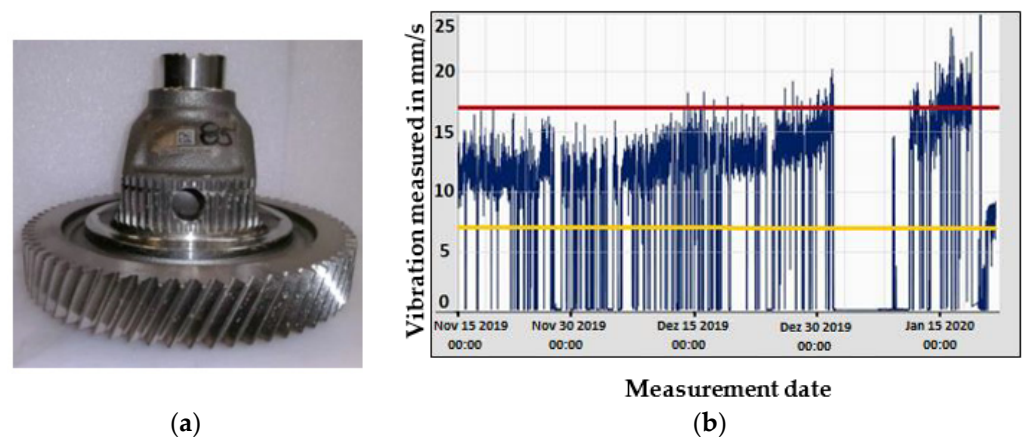 85
Vibration measured in mm/s
25
20
15
10
5
0
Nov 15 2019 Nov 30 2019 Dez 15 2019 Dez 30 2019 Jan 15 2020
00:00 00:00 00:00 00:00 00:00
Measurement date
(a) (b)